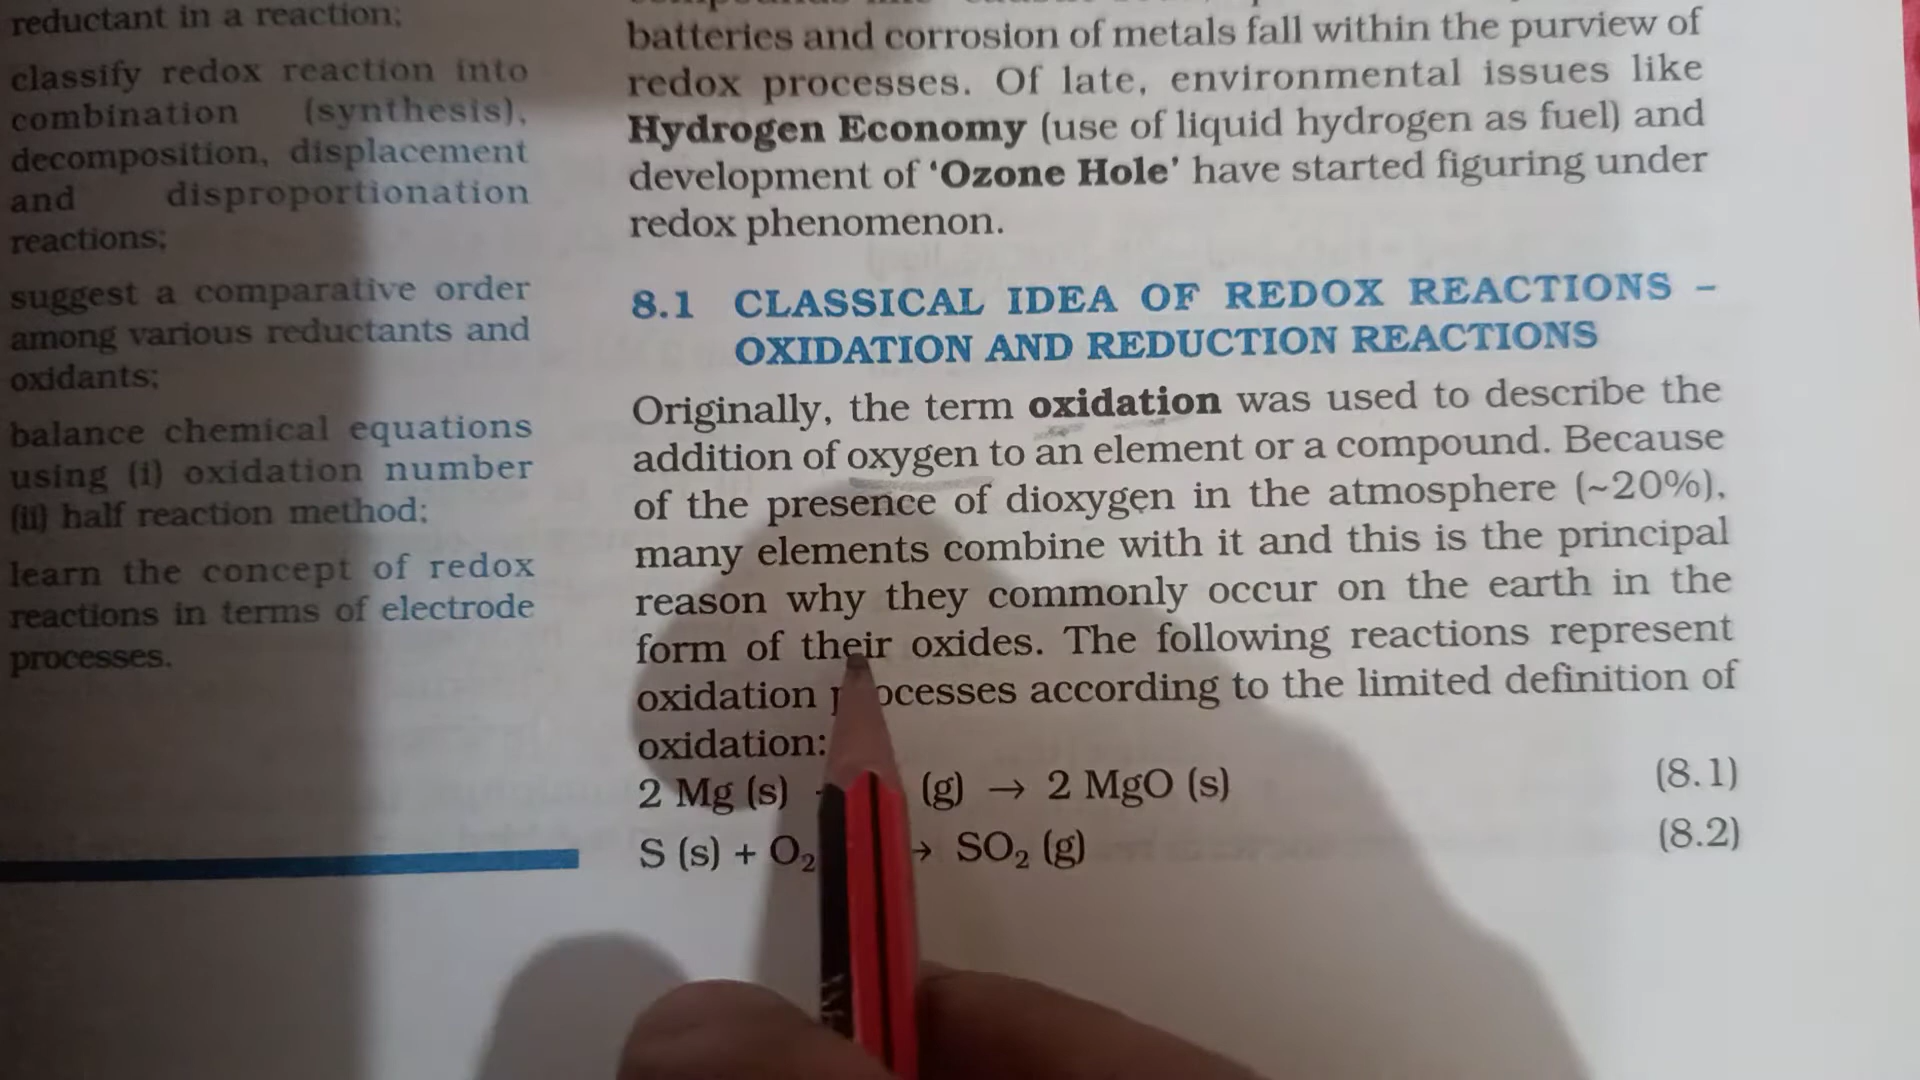 reductant in a reaction;
classify redox reaction into
combination (synthesis),
decomposition, displacement
and disproportionation
reactions;
suggest a comparative order
among various reductants and
oxidants;
balance chemical equations
using (i) oxidation number
(ii) half reaction method;
learn the concept of redox
reactions in terms of electrode
processes.
batteries and corrosion of metals fall within the purview of
redox processes. Of late, environmental issues like
Hydrogen Economy (use of liquid hydrogen as fuel) and
development of ‘Ozone Hole’ have started figuring under
redox phenomenon.
8.1 CLASSICAL IDEA OF REDOX REACTIONS –
OXIDATION AND REDUCTION REACTIONS
Originally, the term oxidation was used to describe the
addition of oxygen to an element or a compound. Because
of the presence of dioxygen in the atmosphere (~20%),
many elements combine with it and this is the principal
reason why they commonly occur on the earth in the
form of their oxides. The following reactions represent
oxidation processes according to the limited definition of
oxidation:
2 Mg (s) (g) → 2 MgO (s) (8.1)
S (s) + O₂ → SO₂ (g) (8.2)